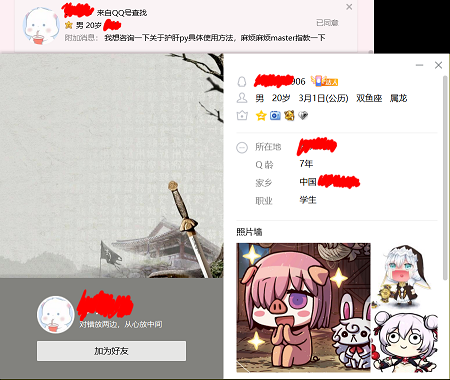 来自QQ号查找
男 20岁
已同意
附加消息： 我想咨询一下关于护肝py具体使用方法，麻烦麻烦master指教一下
906
男 20岁 3月1日(公历) 双鱼座 属龙
所在地
Q 龄 7年
家乡 中国
职业 学生
照片墙
对错放两边，从心放中间
加为好友